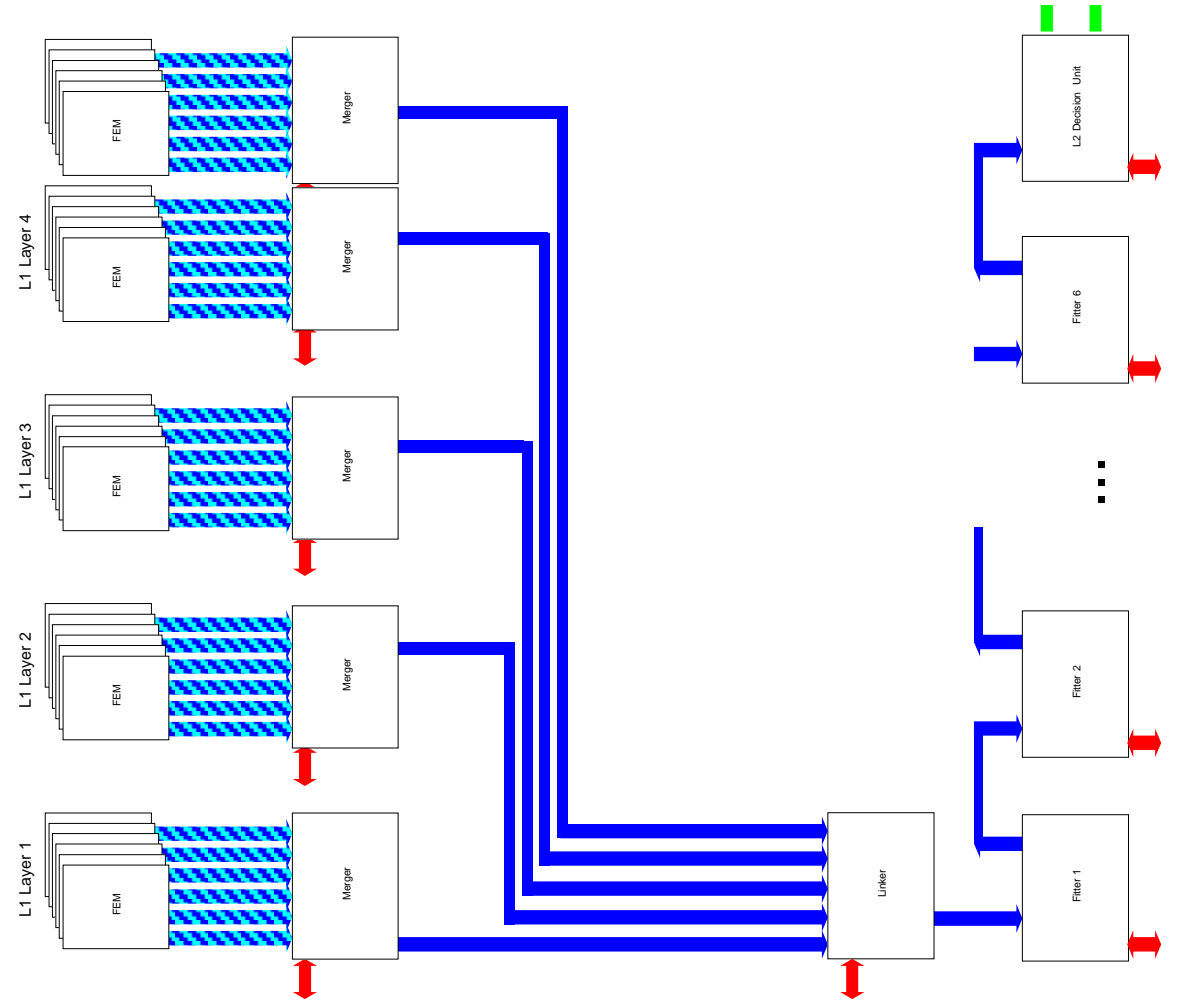 FEM
Merger
L1 Layer 4
FEM
Merger
L1 Layer 3
FEM
Merger
L1 Layer 2
FEM
Merger
L1 Layer 1
FEM
Merger
Linker
Fitter 1
Fitter 2
...
Fitter 6
L2 Decision Unit